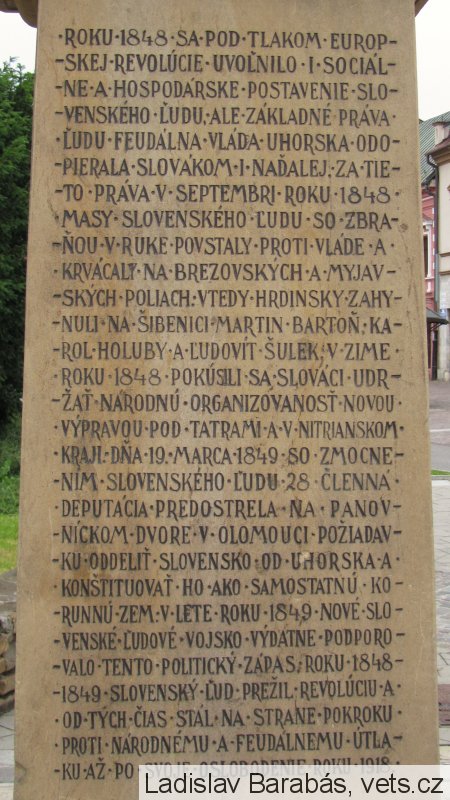 ROKU·1848·SA·POD·TLAKOM·EUROP-
-SKEJ·REVOLÚCIE·UVOĽNILO·I·SOCIÁL-
-NE·A·HOSPODÁRSKE·POSTAVENIE·SLO-
-VENSKÉHO·ĽUDU,·ALE·ZÁKLADNÉ·PRÁVA·
·ĽUDU·FEUDÁLNA·VLÁDA·UHORSKA·ODO-
-PIERALA·SLOVÁKOM·I·NAĎALEJ.·ZA·TIE-
-TO·PRÁVA·V·SEPTEMBRI·ROKU·1848·
·MASY·SLOVENSKÉHO·ĽUDU·SO·ZBRA-
-ŇOU·V·RUKE·POVSTALY·PROTI·VLÁDE·A·
·KRVÁCALY·NA·BREZOVSKÝCH·A·MYJAV-
-SKÝCH·POLIACH.·VTEDY·HRDINSKY·ZAHY-
-NULI·NA·ŠIBENICI·MARTIN·BARTOŇ,·KA-
-ROL·HOLUBY·A·ĽUDOVÍT·ŠULEK.·V·ZIME·
·ROKU·1848·POKÚSILI·SA·SLOVÁCI·UDR-
-ŽAŤ·NÁRODNÚ·ORGANIZOVANOSŤ·NOVOU·
·VÝPRAVOU·POD·TATRAMI·A·V·NITRIANSKOM·
·KRAJI.·DŇA·19.·MARCA·1849·SO·ZMOCNE-
-NÍM·SLOVENSKÉHO·ĽUDU·28·ČLENNÁ·
·DEPUTÁCIA·PREDOSTRELA·NA·PANOV-
-NÍCKOM·DVORE·V·OLOMOUCI·POŽIADAV-
-KU·ODDELIŤ·SLOVENSKO·OD·UHORSKA·A·
·KONŠTITUOVAŤ·HO·AKO·SAMOSTATNÚ·KO-
-RUNNÚ·ZEM.·V·LETE·ROKU·1849·NOVÉ·SLO-
-VENSKÉ·ĽUDOVÉ·VOJSKO·VÝDATNE·PODPORO-
-VALO·TENTO·POLITICKÝ·ZÁPAS.·ROKU·1848-
-1849·SLOVENSKÝ·ĽUD·PREŽIL·REVOLÚCIU·A·
·OD·TÝCH·ČIAS·STÁL·NA·STRANE·POKROKU·
·PROTI·NÁRODNÉMU·A·FEUDÁLNEMU·ÚTLA-
-KU·AŽ·PO·SVOJE·OSLOBODENIE·ROKU·1918·
Ladislav Barabás, vets.cz